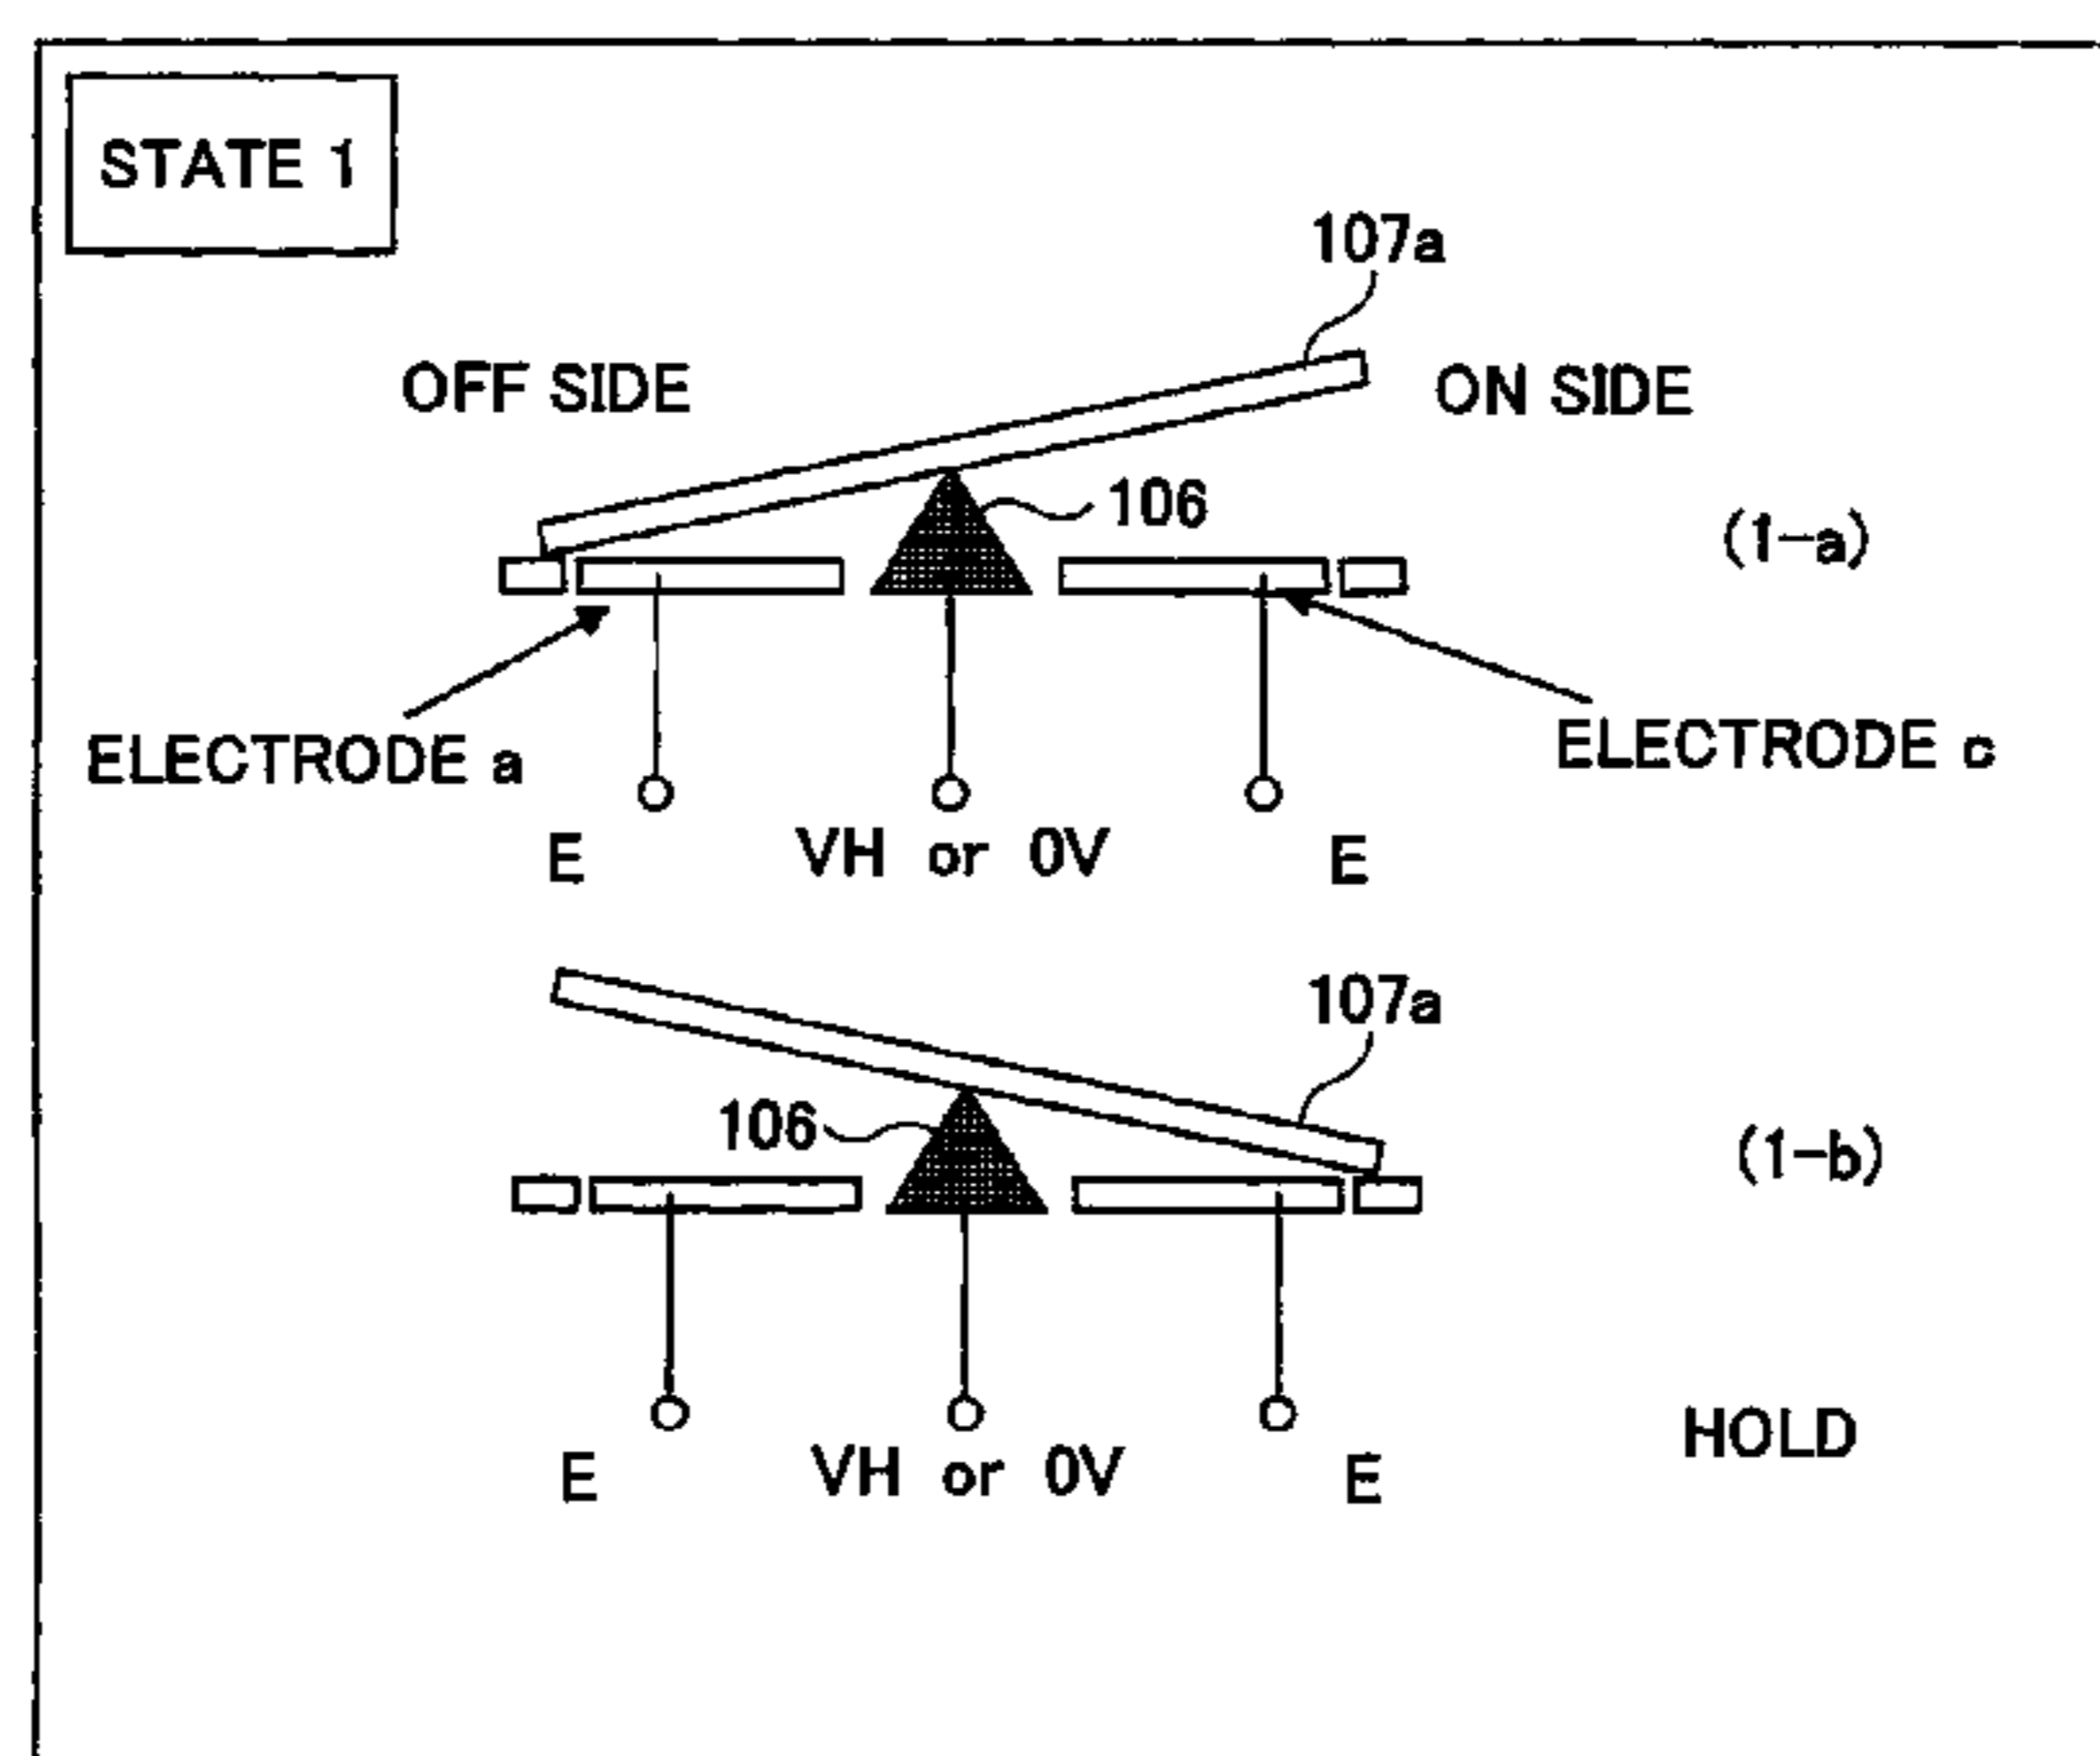 STATE 1
107a
OFF SIDE
ON SIDE
106
(1-a)
ELECTRODE a
ELECTRODE c
E
VH or 0V
E
107a
106
(1-b)
HOLD
E
VH or 0V
E